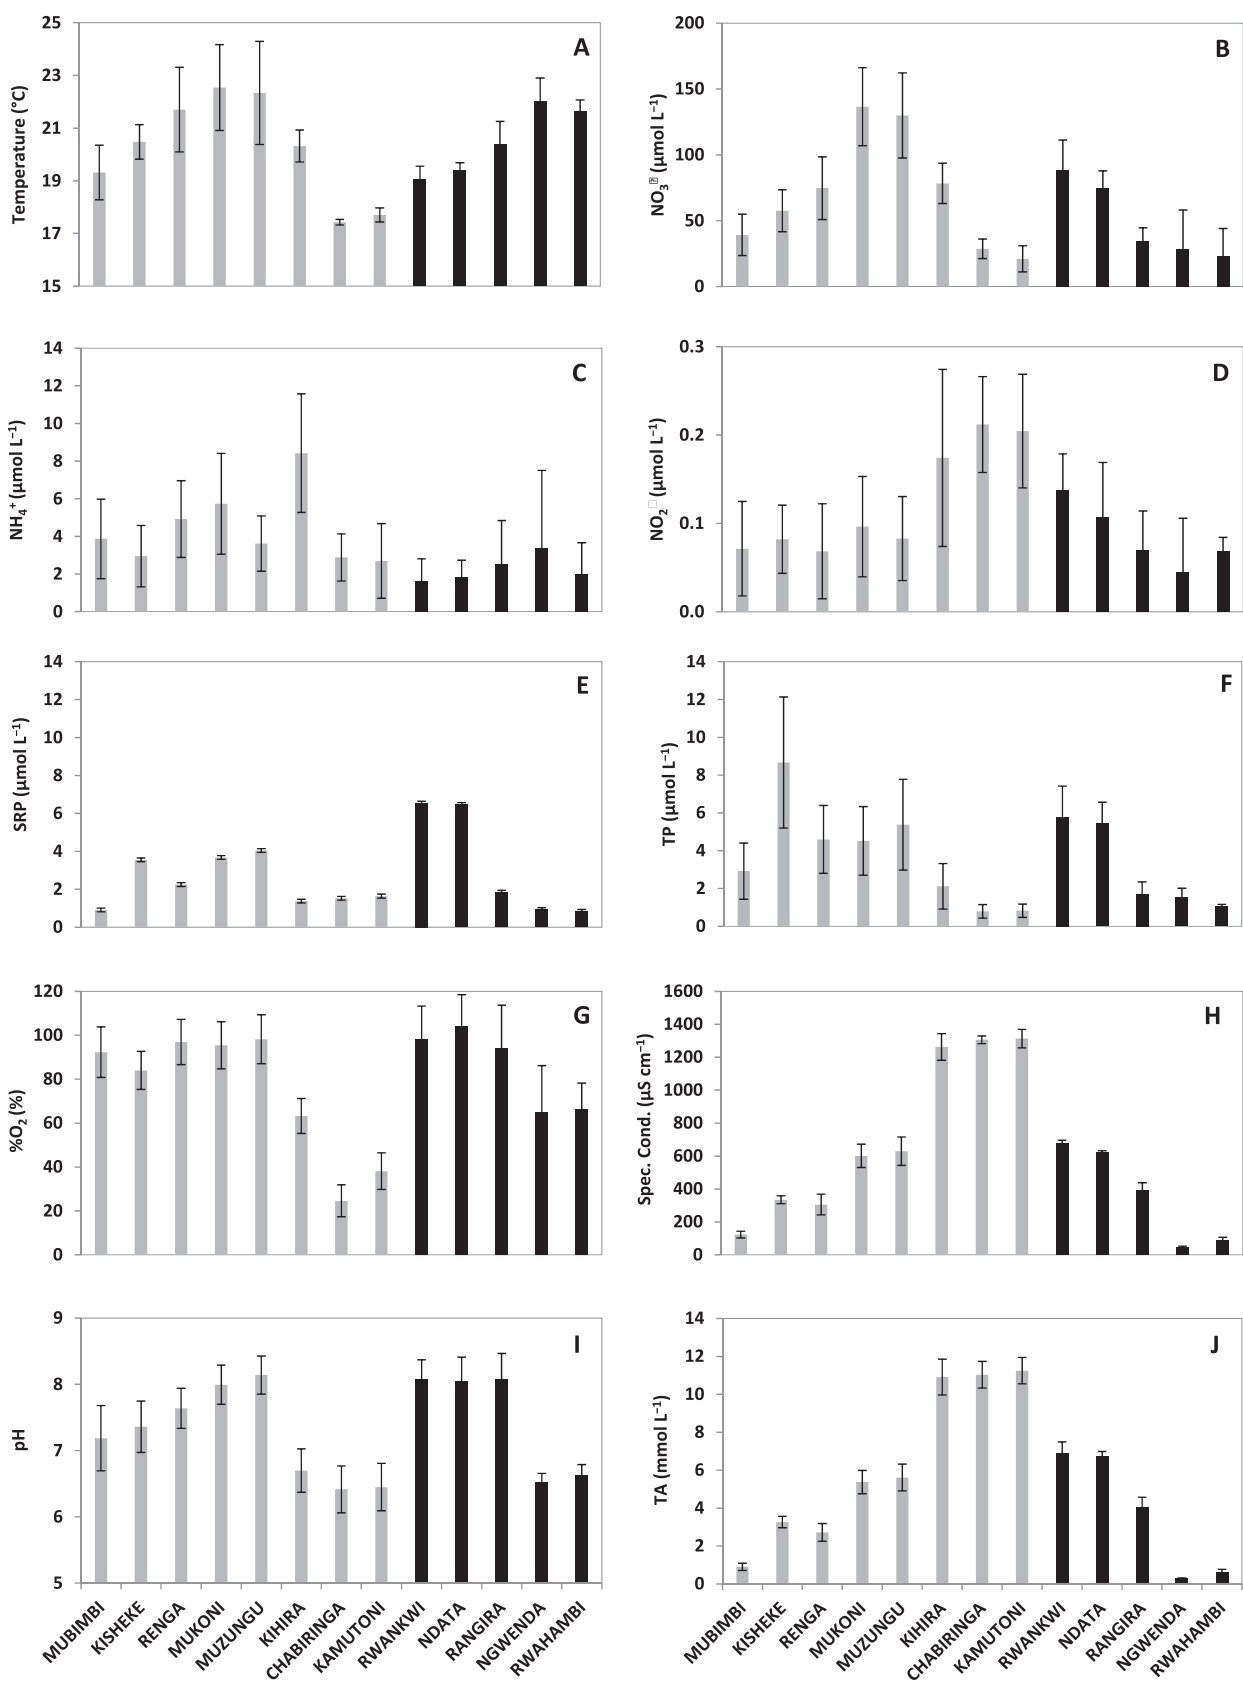 25
23
21
19
17
15
Temperature (°C)
A
200
150
100
50
0
NO₃ (µmol L⁻¹)
B
14
12
10
8
6
4
2
0
NH₄⁺ (µmol L⁻¹)
C
0.3
0.2
0.1
0.0
NO₂ (µmol L⁻¹)
D
14
12
10
8
6
4
2
0
SRP (µmol L⁻¹)
E
14
12
10
8
6
4
2
0
TP (µmol L⁻¹)
F
120
100
80
60
40
20
0
%O₂ (%)
G
1600
1400
1200
1000
800
600
400
200
0
Spec. Cond. (µS cm⁻¹)
H
9
8
7
6
5
pH
I
MUBIMBI
KISHEKE
RENGA
MUKONI
MUZUNGU
KIHIRA
CHABIRINGA
KAMUTONI
RWANKWI
NDATA
RANGIRA
NGWENDA
RWAHAMBI
14
12
10
8
6
4
2
0
TA (mmol L⁻¹)
J
MUBIMBI
KISHEKE
RENGA
MUKONI
MUZUNGU
KIHIRA
CHABIRINGA
KAMUTONI
RWANKWI
NDATA
RANGIRA
NGWENDA
RWAHAMBI